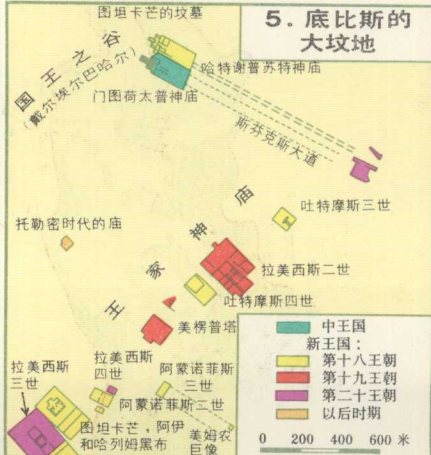 5. 底比斯的
大坟地
图坦卡芒的坟墓
国王之谷
(戴尔埃尔巴哈尔)
哈特谢普苏特神庙
门图荷太普神庙
斯芬克斯大道
吐特摩斯三世
托勒密时代的庙
王家神庙
拉美西斯二世
吐特摩斯四世
美楞普塔
拉美西斯
三世
拉美西斯
四世
阿蒙诺菲斯
三世
阿蒙诺菲斯二世
图坦卡芒，阿伊
和哈列姆黑布
美姆农
巨像
中王国
新王国：
第十八王朝
第十九王朝
第二十王朝
以后时期
0 200 400 600 米